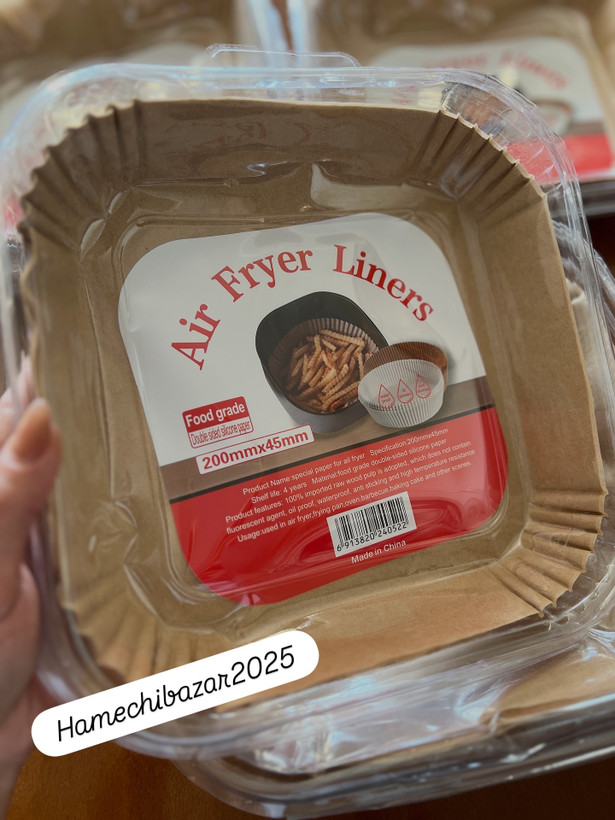 Air Fryer Liners
Food grade
Double sided silicone paper
200mmx45mm
Product Name:special paper for all fryer Specification:200mmx45mm
Shelf life: 4 years Material:food grade double-sided silicone paper
Product features: 100% imported raw wood pulp is adopted, which does not contain
fluorescent agent, oil proof, waterproof, anti sticking and high temperature resistance
Usage:used in air fryer,frying pan,oven,barbecue,baking cake and other scenes.
6 913820 240522
Made in China
Hamechibazar2025